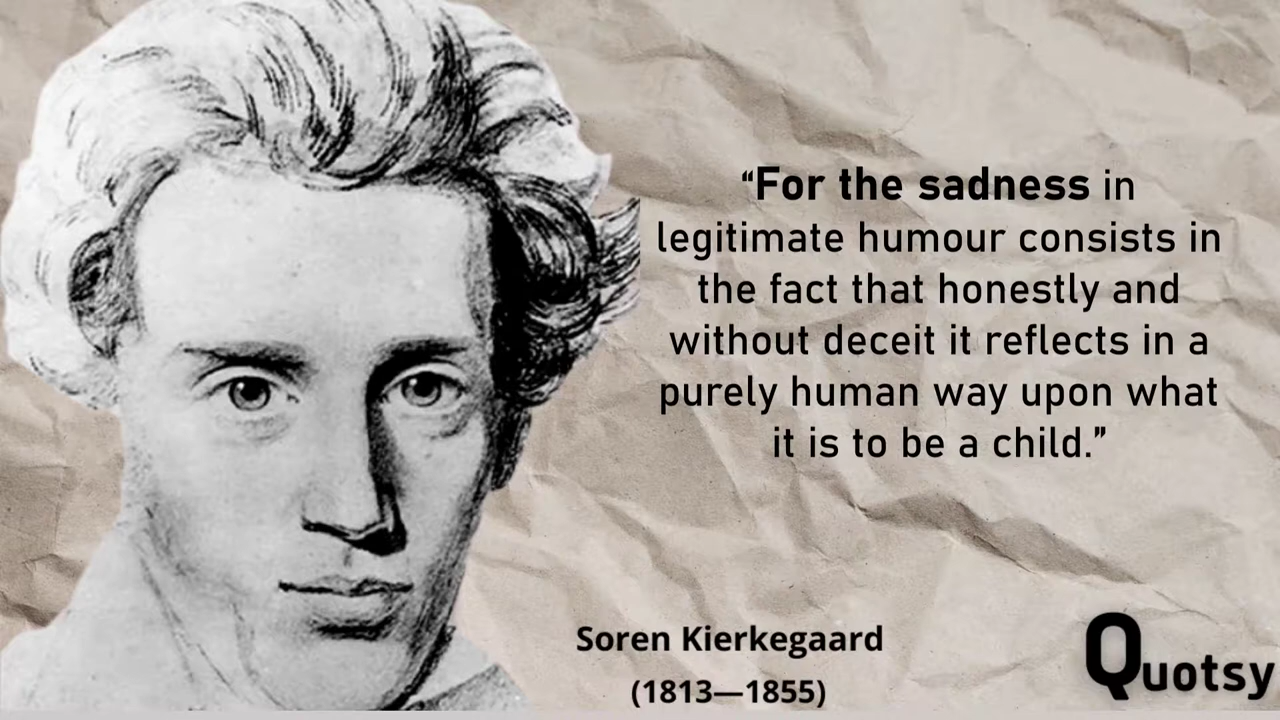 “For the sadness in
legitimate humour consists in
the fact that honestly and
without deceit it reflects in a
purely human way upon what
it is to be a child.”
Soren Kierkegaard
(1813—1855)
Quotsy